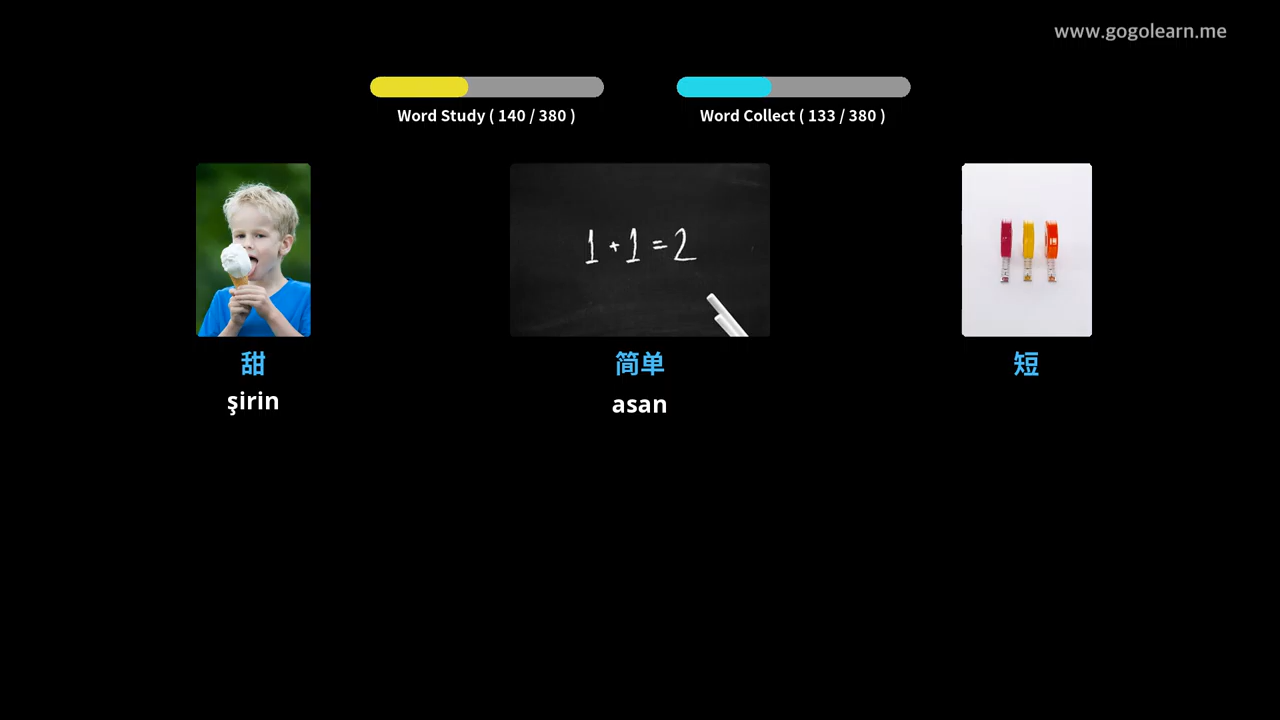 www.gogolearn.me
Word Study ( 140 / 380 )
Word Collect ( 133 / 380 )
1+1=2
甜
简单
短
şirin
asan